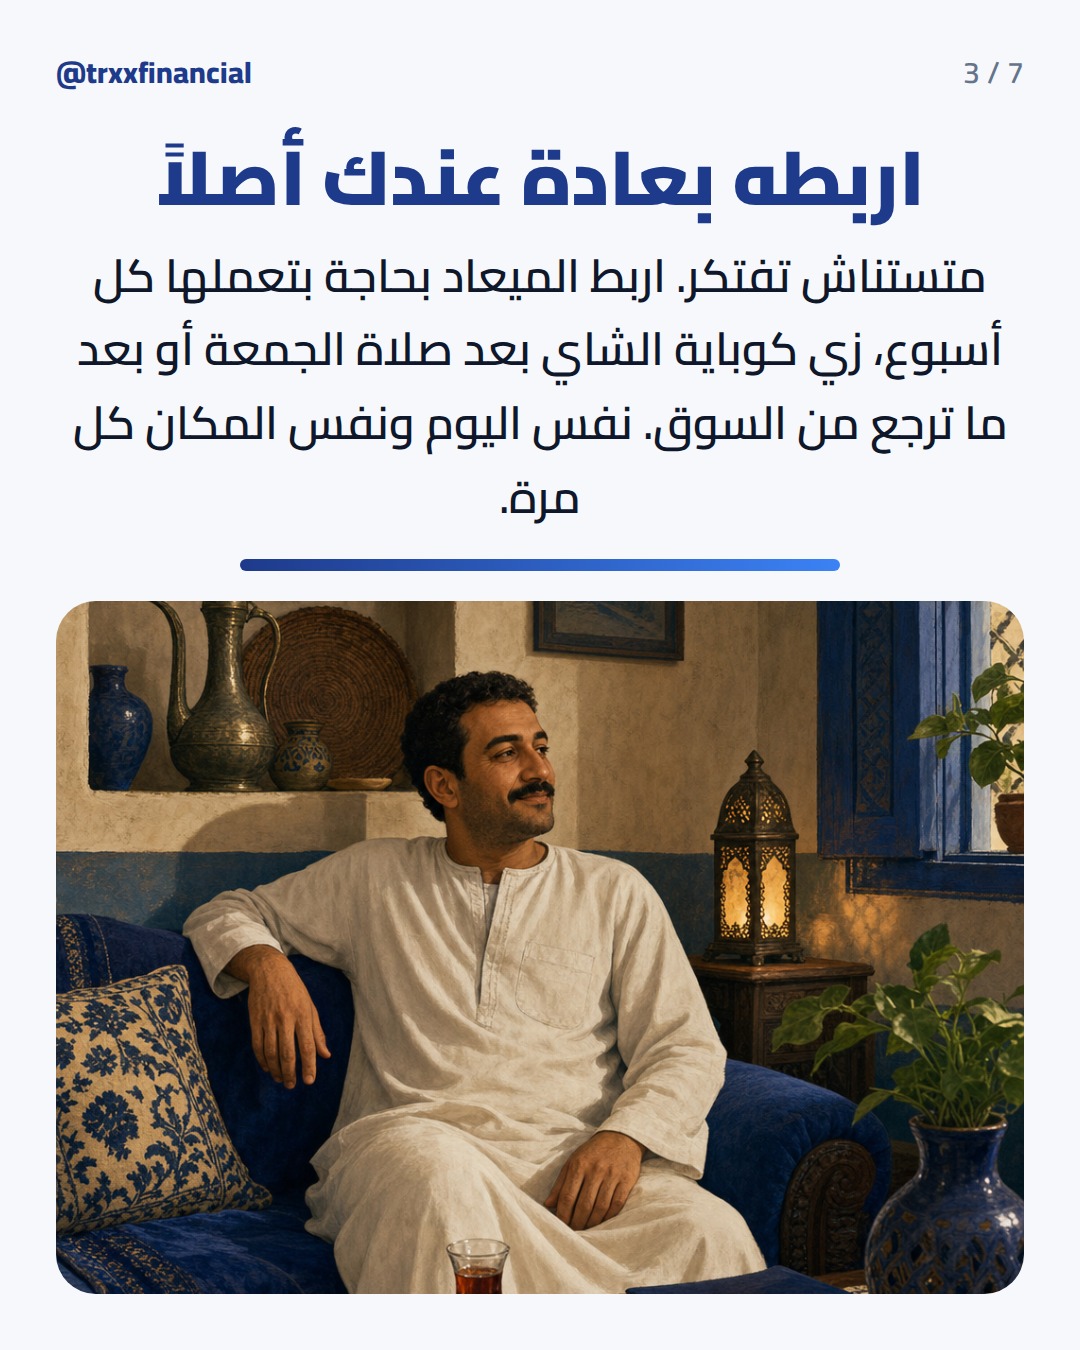 @trxxfinancial
3 / 7
اربطه بعادة عندك أصلاً
متستناش تفتكر. اربط الميعاد بحاجة بتعملها كل
أسبوع، زي كوباية الشاي بعد صلاة الجمعة أو بعد
ما ترجع من السوق. نفس اليوم ونفس المكان كل
مرة.